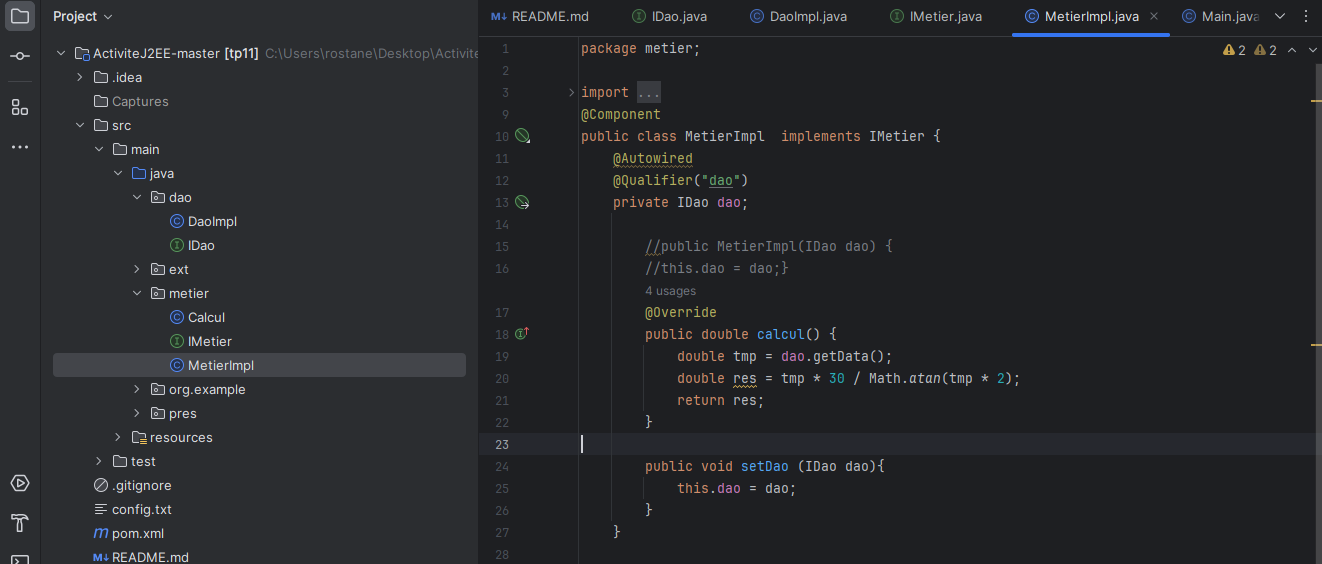 Project
README.md
IDao.java
DaoImpl.java
IMetier.java
MetierImpl.java
Main.java
ActiviteJ2EE-master [tp11] C:\Users\rostane\Desktop\Activite
.idea
Captures
src
main
java
dao
DaoImpl
IDao
ext
metier
Calcul
IMetier
MetierImpl
org.example
pres
resources
test
.gitignore
config.txt
pom.xml
README.md
2 2
1 package metier;
2
3 import ...
9 @Component
10 public class MetierImpl  implements IMetier {
11 @Autowired
12 @Qualifier("dao")
13 private IDao dao;
14
15 //public MetierImpl(IDao dao) {
16 //this.dao = dao;}
4 usages
17 @Override
18 public double calcul() {
19 double tmp = dao.getData();
20 double res = tmp * 30 / Math.atan(tmp * 2);
21 return res;
22 }
23
24 public void setDao (IDao dao){
25 this.dao = dao;
26 }
27 }
28